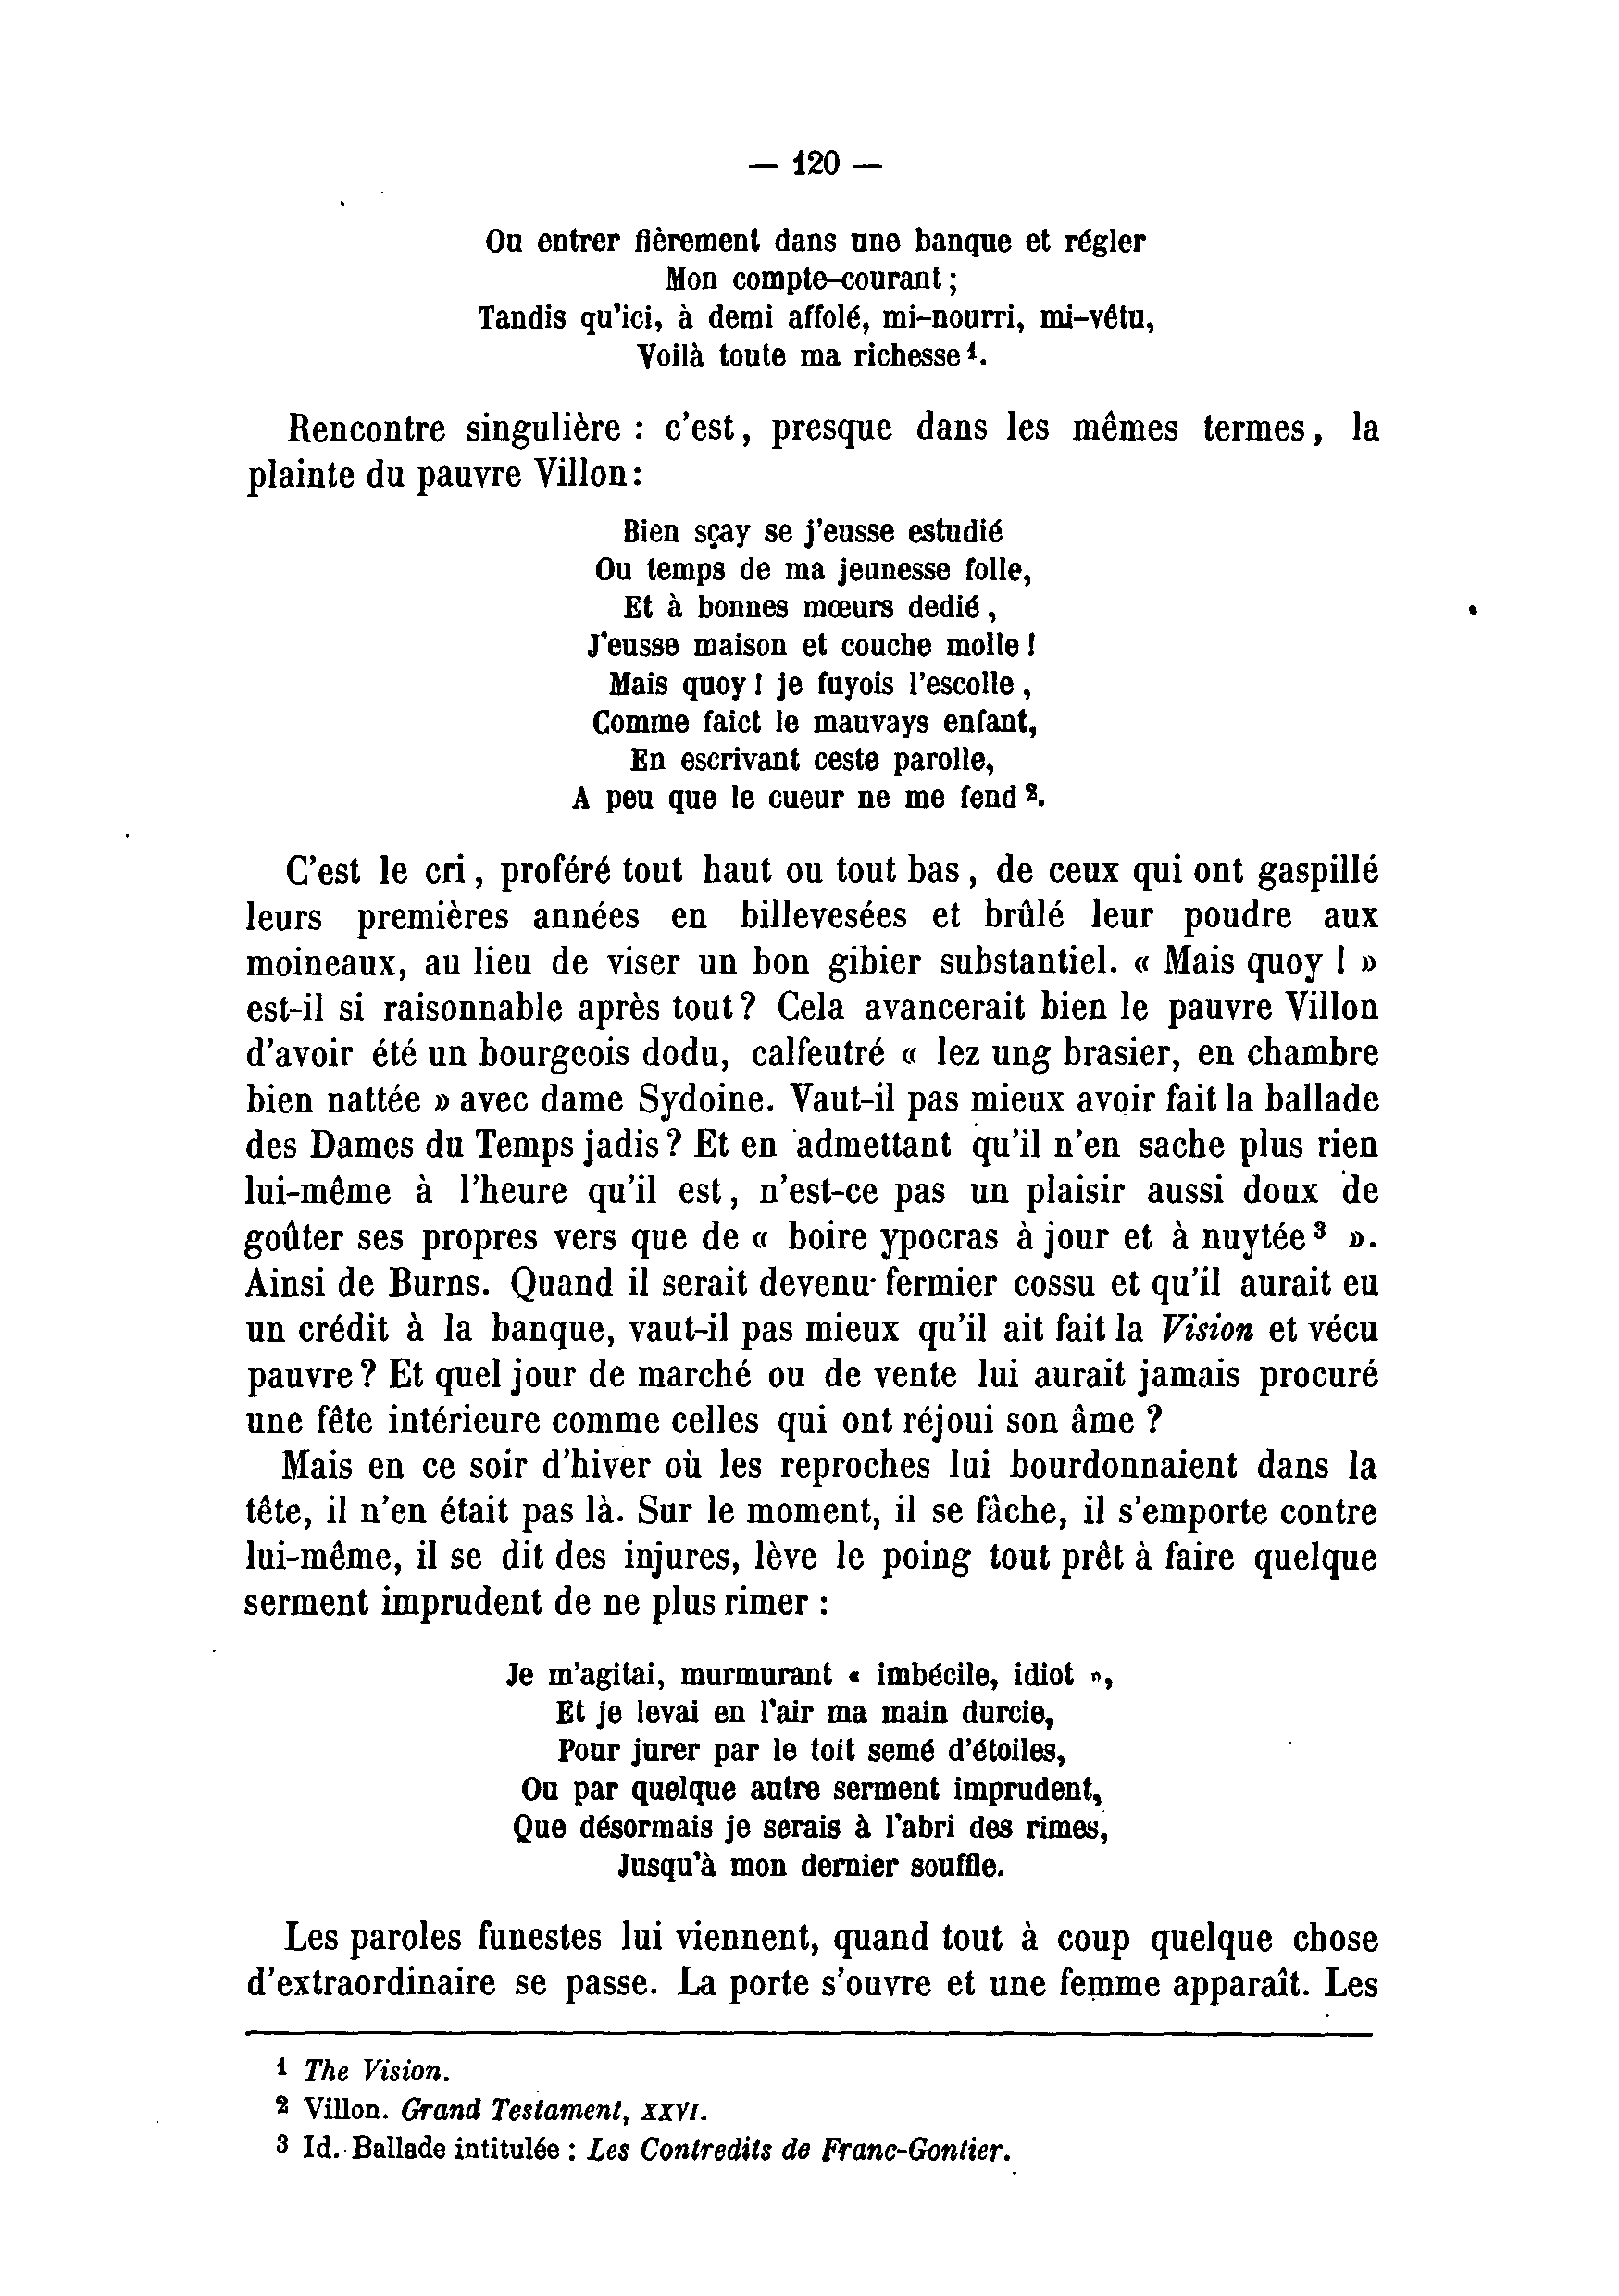 — 120 —
Ou entrer fièrement dans une banque et régler
Mon compte-courant ;
Tandis qu'ici, à demi affolé, mi-nourri, mi-vêtu,
Voilà toute ma richesse ¹.
Rencontre singulière : c'est, presque dans les mêmes termes, la
plainte du pauvre Villon :
Bien sçay se j'eusse estudié
Ou temps de ma jeunesse folle,
Et à bonnes mœurs dedié,
J'eusse maison et couche molle !
Mais quoy ! je fuyois l'escolle,
Comme faict le mauvays enfant,
En escrivant ceste parolle,
A peu que le cueur ne me fend ².
C'est le cri, proféré tout haut ou tout bas, de ceux qui ont gaspillé
leurs premières années en billevesées et brûlé leur poudre aux
moineaux, au lieu de viser un bon gibier substantiel. « Mais quoy ! »
est-il si raisonnable après tout ? Cela avancerait bien le pauvre Villon
d'avoir été un bourgeois dodu, calfeutré « lez ung brasier, en chambre
bien nattée » avec dame Sydoine. Vaut-il pas mieux avoir fait la ballade
des Dames du Temps jadis ? Et en admettant qu'il n'en sache plus rien
lui-même à l'heure qu'il est, n'est-ce pas un plaisir aussi doux de
goûter ses propres vers que de « boire ypocras à jour et à nuytée ³ ».
Ainsi de Burns. Quand il serait devenu fermier cossu et qu'il aurait eu
un crédit à la banque, vaut-il pas mieux qu'il ait fait la Vision et vécu
pauvre ? Et quel jour de marché ou de vente lui aurait jamais procuré
une fête intérieure comme celles qui ont réjoui son âme ?
Mais en ce soir d'hiver où les reproches lui bourdonnaient dans la
tête, il n'en était pas là. Sur le moment, il se fâche, il s'emporte contre
lui-même, il se dit des injures, lève le poing tout prêt à faire quelque
serment imprudent de ne plus rimer :
Je m'agitai, murmurant « imbécile, idiot »,
Et je levai en l'air ma main durcie,
Pour jurer par le toit semé d'étoiles,
Ou par quelque autre serment imprudent,
Que désormais je serais à l'abri des rimes,
Jusqu'à mon dernier souffle.
Les paroles funestes lui viennent, quand tout à coup quelque chose
d'extraordinaire se passe. La porte s'ouvre et une femme apparaît. Les
¹ The Vision.
² Villon. Grand Testament, XXVI.
³ Id. Ballade intitulée : Les Contredits de Franc-Gontier.